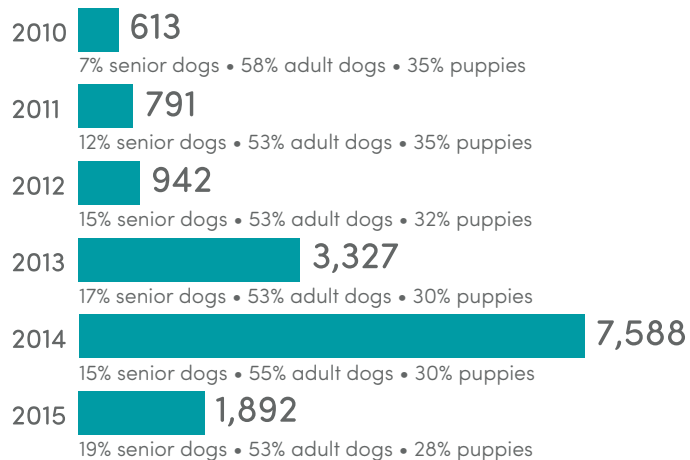 2010 613
7% senior dogs • 58% adult dogs • 35% puppies
2011 791
12% senior dogs • 53% adult dogs • 35% puppies
2012 942
15% senior dogs • 53% adult dogs • 32% puppies
2013 3,327
17% senior dogs • 53% adult dogs • 30% puppies
2014 7,588
15% senior dogs • 55% adult dogs • 30% puppies
2015 1,892
19% senior dogs • 53% adult dogs • 28% puppies